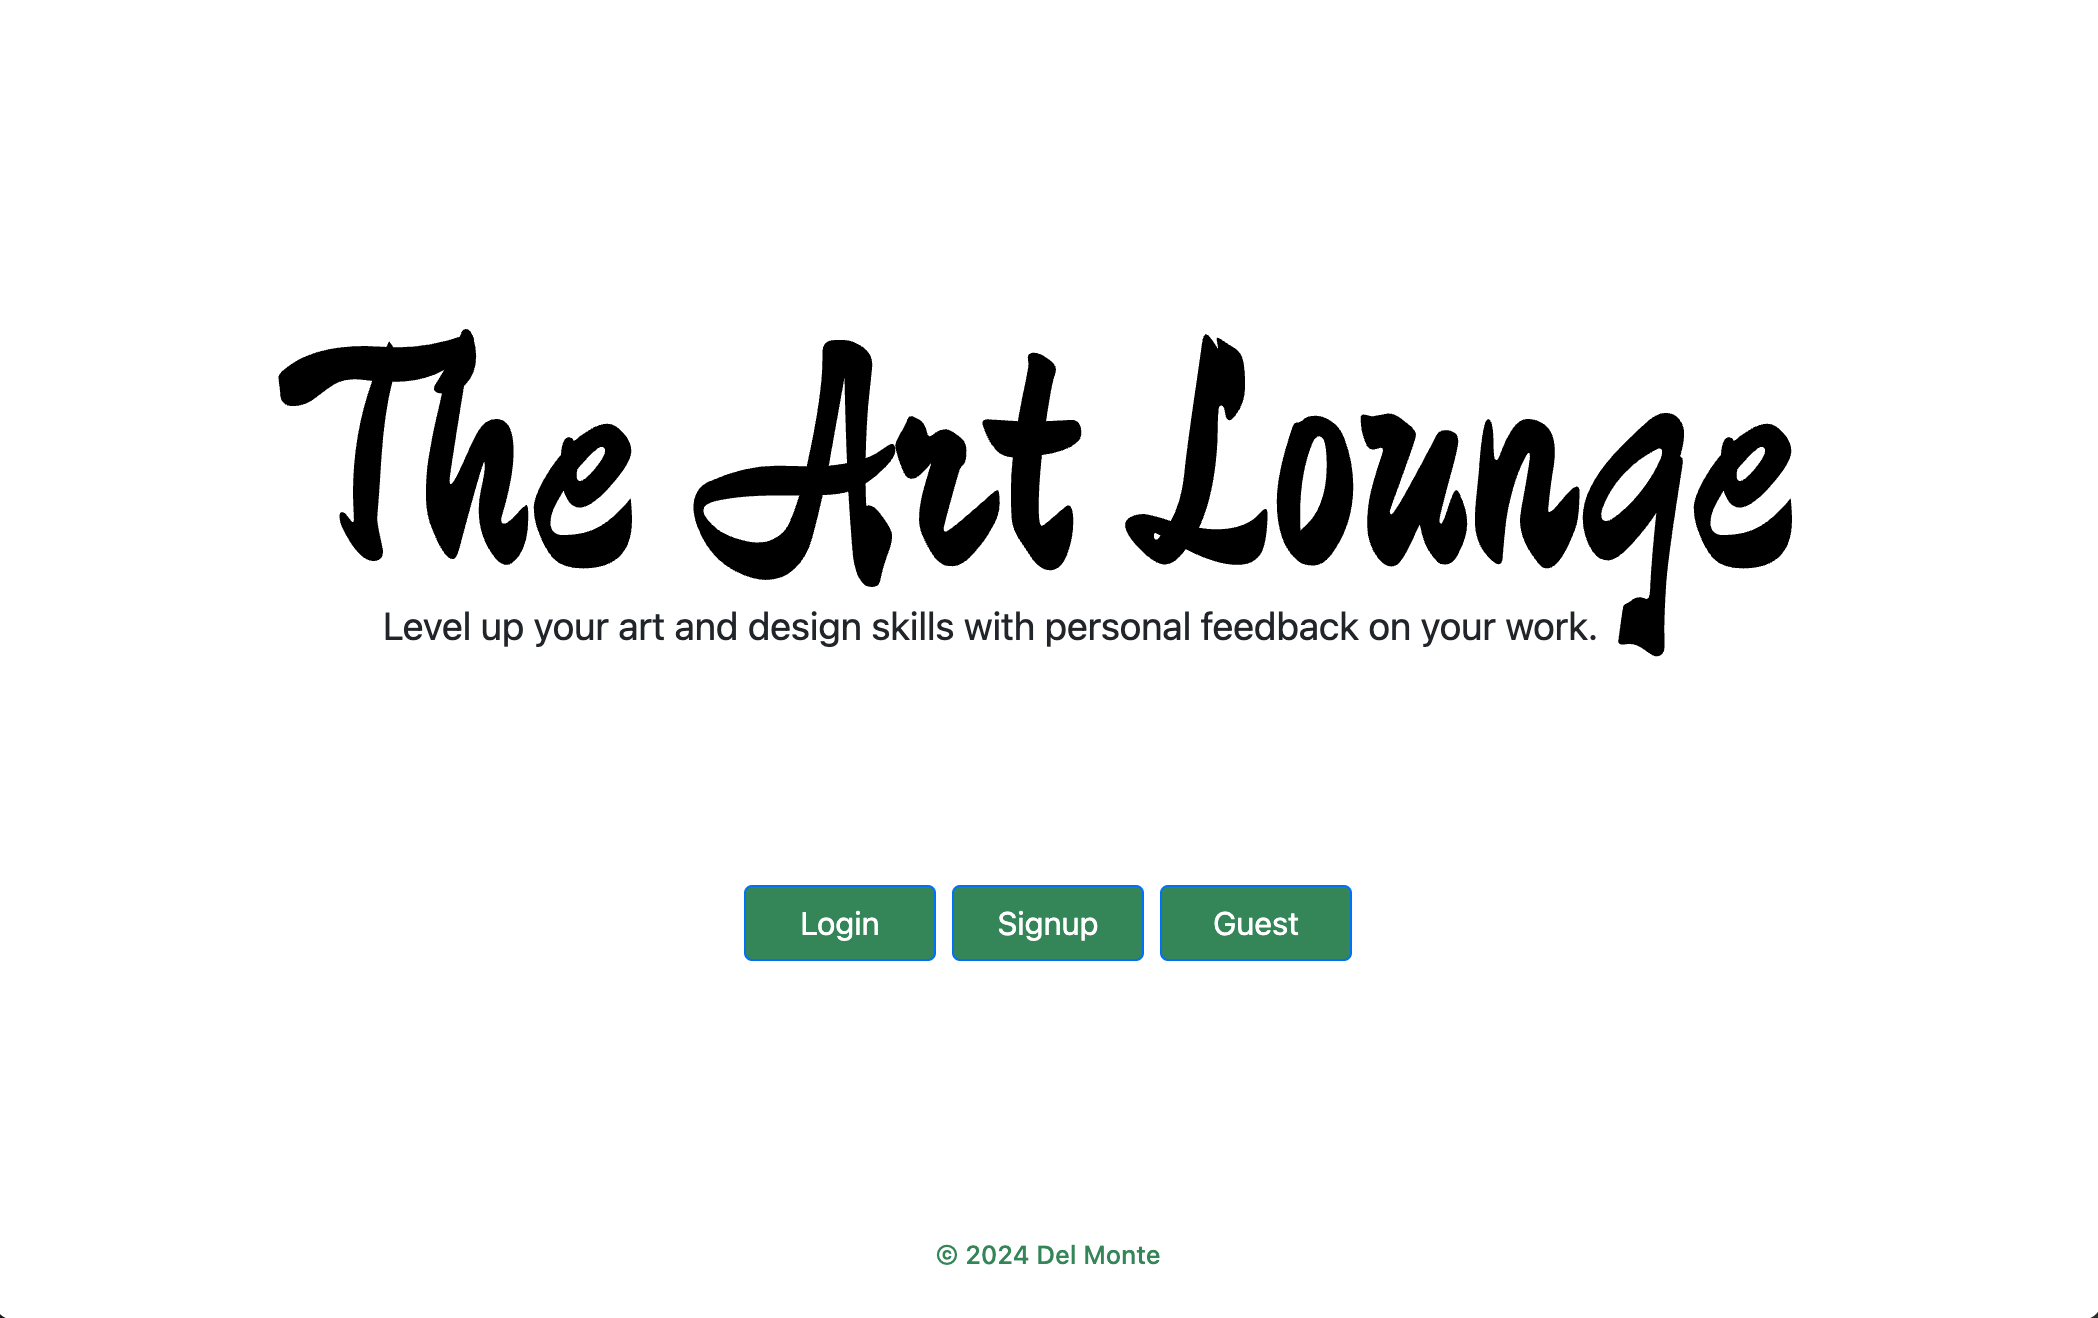 The Art Lounge
Level up your art and design skills with personal feedback on your work.
Login Signup Guest
© 2024 Del Monte